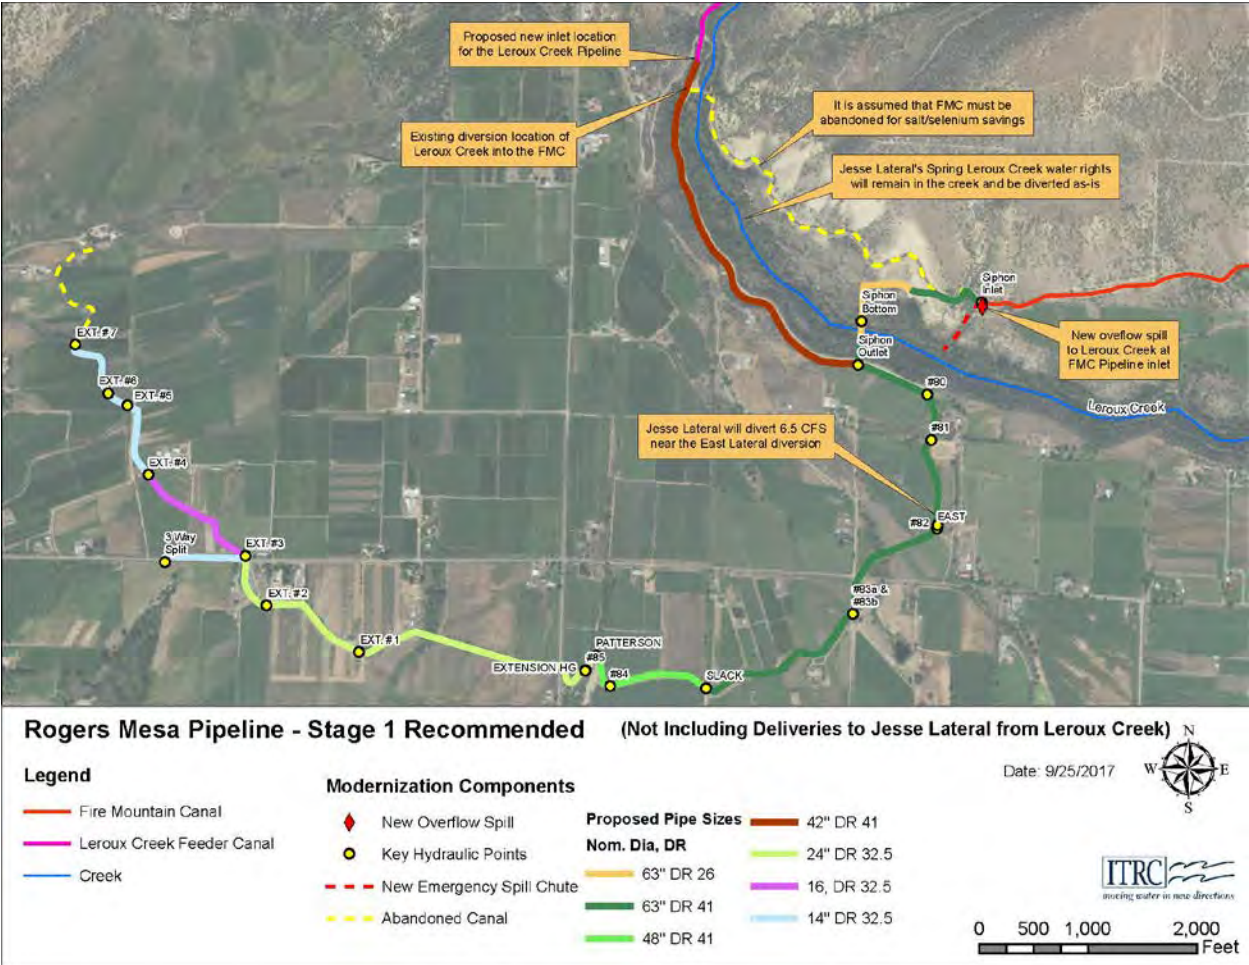 Proposed new inlet location
for the Leroux Creek Pipeline
It is assumed that FMC must be
abandoned for salt/selenium savings
Existing diversion location of
Leroux Creek into the FMC
Jesse Lateral's Spring Leroux Creek water rights
will remain in the creek and be diverted as-is
Siphon
Inlet
Siphon
Bottom
Siphon
Outlet
New oveflow spill
to Leroux Creek at
FMC Pipeline inlet
EXT. #7
EXT. #6
EXT. #5
#80
Leroux Creek
Jesse Lateral will divert 6.5 CFS
near the East Lateral diversion
#81
EXT. #4
#82
EAST
3 Way
Split
EXT. #3
EXT. #2
#83a &
#83b
EXT. #1
PATTERSON
EXTENSION HG
#85
#84
SLACK
Rogers Mesa Pipeline - Stage 1 Recommended
(Not Including Deliveries to Jesse Lateral from Leroux Creek)
N
W
E
S
Date: 9/25/2017
Legend
Fire Mountain Canal
Leroux Creek Feeder Canal
Creek
Modernization Components
New Overflow Spill
Key Hydraulic Points
New Emergency Spill Chute
Abandoned Canal
Proposed Pipe Sizes
Nom. Dia, DR
63" DR 26
63" DR 41
48" DR 41
42" DR 41
24" DR 32.5
16, DR 32.5
14" DR 32.5
ITRC
moving water in new directions
0 500 1,000 2,000
Feet